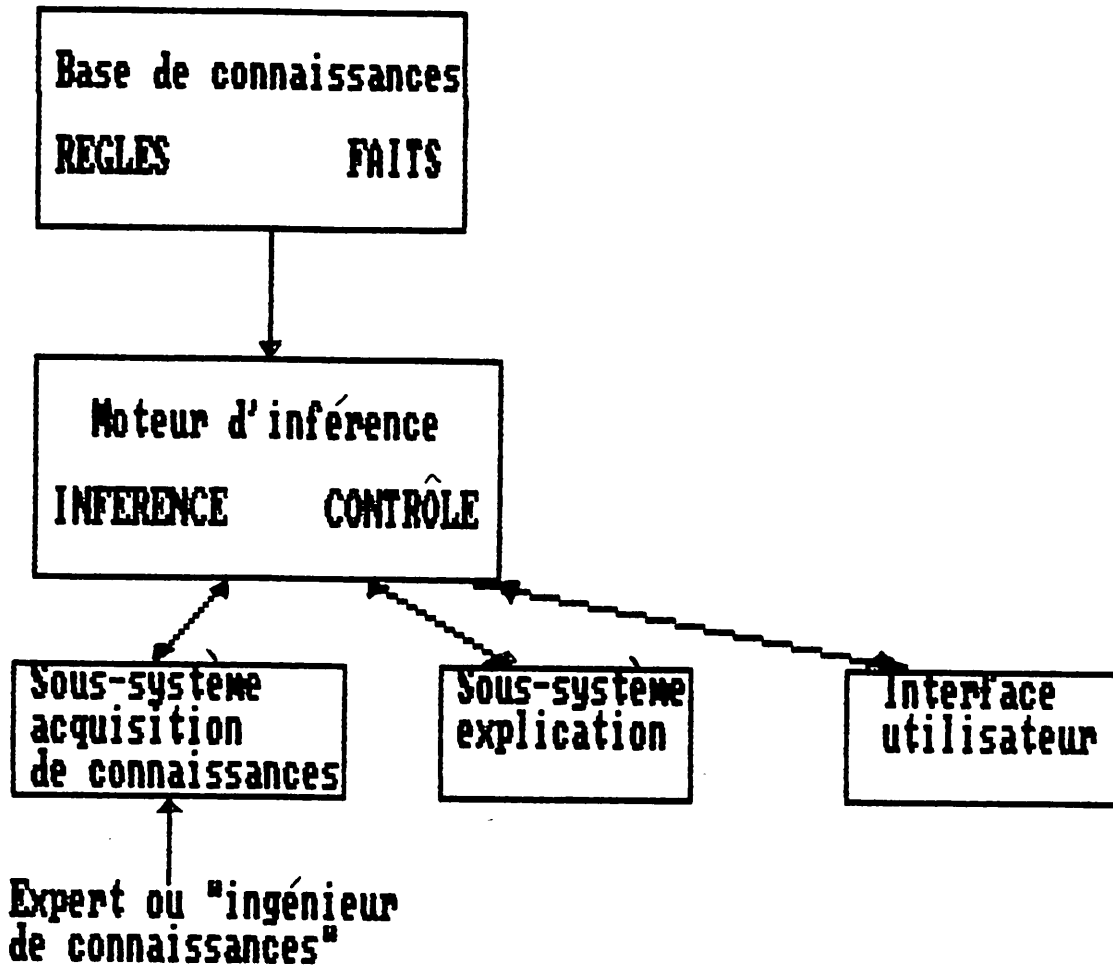 Base de connaissances
REGLES FAITS
Moteur d'inférence
INFERENCE CONTRÔLE
Sous-système
acquisition
de connaissances
Sous-système
explication
Interface
utilisateur
Expert ou "ingénieur
de connaissances"